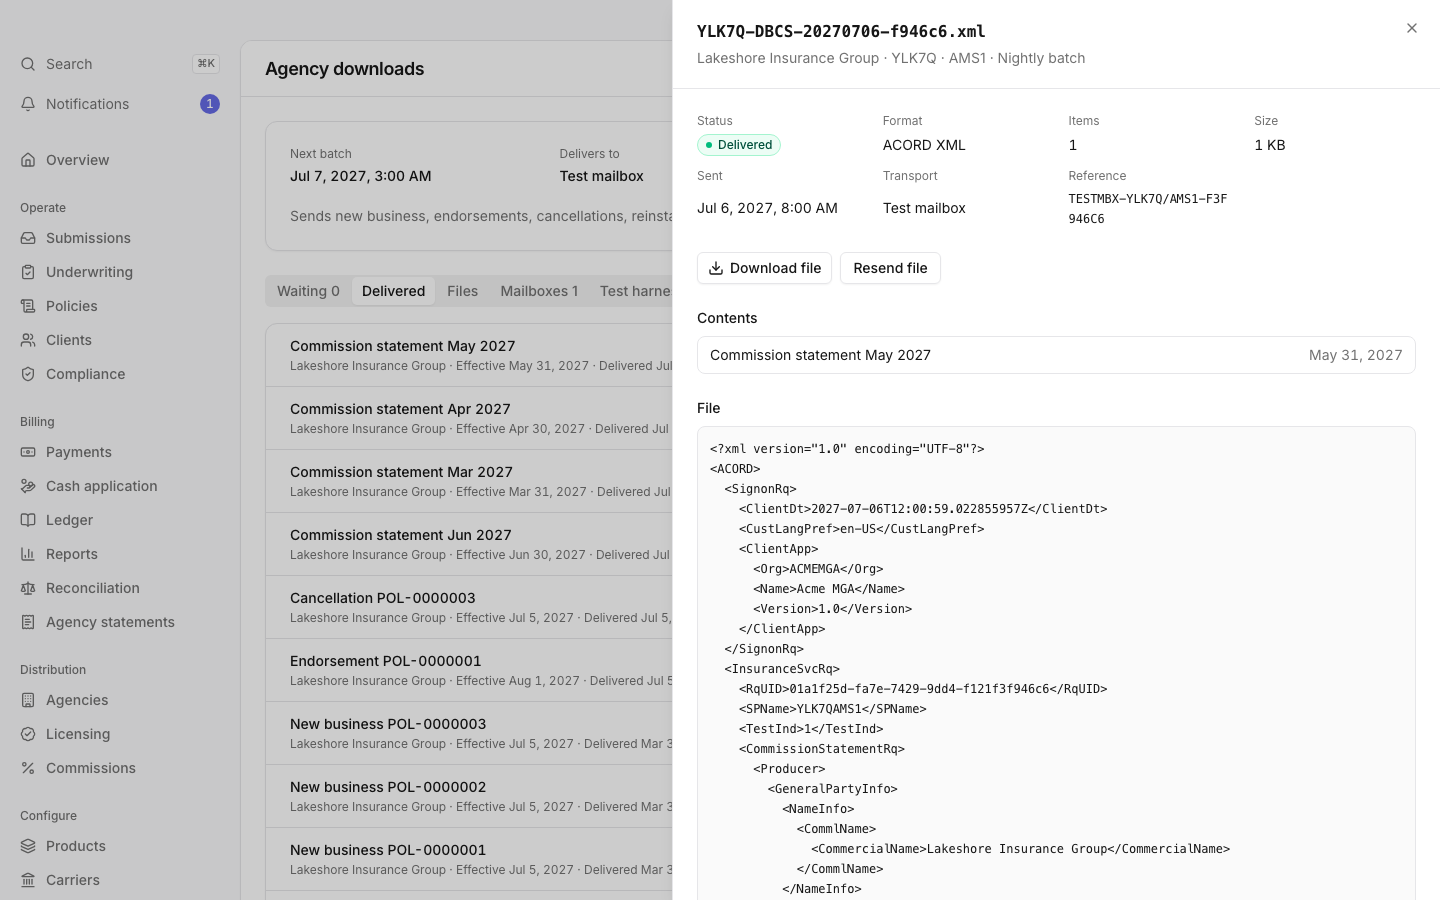 Search ⌘K
Notifications 1
Overview
Operate
Submissions
Underwriting
Policies
Clients
Compliance
Billing
Payments
Cash application
Ledger
Reports
Reconciliation
Agency statements
Distribution
Agencies
Licensing
Commissions
Configure
Products
Carriers
Agency downloads
Next batch
Jul 7, 2027, 3:00 AM
Delivers to
Test mailbox
Sends new business, endorsements, cancellations,
Waiting 0 Delivered Files Mailboxes 1 Test
Commission statement May 2027
Lakeshore Insurance Group · Effective May 31, 2027 · Delivered Jul
Commission statement Apr 2027
Lakeshore Insurance Group · Effective Apr 30, 2027 · Delivered Jul
Commission statement Mar 2027
Lakeshore Insurance Group · Effective Mar 31, 2027 · Delivered Jul
Commission statement Jun 2027
Lakeshore Insurance Group · Effective Jun 30, 2027 · Delivered Jul
Cancellation POL-0000003
Lakeshore Insurance Group · Effective Jul 5, 2027 · Delivered Jul 5,
Endorsement POL-0000001
Lakeshore Insurance Group · Effective Aug 1, 2027 · Delivered Jul 5
New business POL-0000003
Lakeshore Insurance Group · Effective Jul 5, 2027 · Delivered Mar 3
New business POL-0000002
Lakeshore Insurance Group · Effective Jul 5, 2027 · Delivered Mar 3
New business POL-0000001
Lakeshore Insurance Group · Effective Jul 5, 2027 · Delivered Mar 3
YLK7Q-DBCS-20270706-f946c6.xml
Lakeshore Insurance Group · YLK7Q · AMS1 · Nightly batch
Status Format Items Size
Delivered ACORD XML 1 1 KB
Sent Transport Reference
Jul 6, 2027, 8:00 AM Test mailbox TESTMBX-YLK7Q/AMS1-F3F
946C6
Download file Resend file
Contents
Commission statement May 2027 May 31, 2027
File
<?xml version="1.0" encoding="UTF-8"?>
<ACORD>
<SignonRq>
<ClientDt>2027-07-06T12:00:59.022855957Z</ClientDt>
<CustLangPref>en-US</CustLangPref>
<ClientApp>
<Org>ACMEMGA</Org>
<Name>Acme MGA</Name>
<Version>1.0</Version>
</ClientApp>
</SignonRq>
<InsuranceSvcRq>
<RqUID>01a1f25d-fa7e-7429-9dd4-f121f3f946c6</RqUID>
<SPName>YLK7QAMS1</SPName>
<TestInd>1</TestInd>
<CommissionStatementRq>
<Producer>
<GeneralPartyInfo>
<NameInfo>
<CommlName>
<CommercialName>Lakeshore Insurance Group</CommercialName>
</CommlName>
</NameInfo>